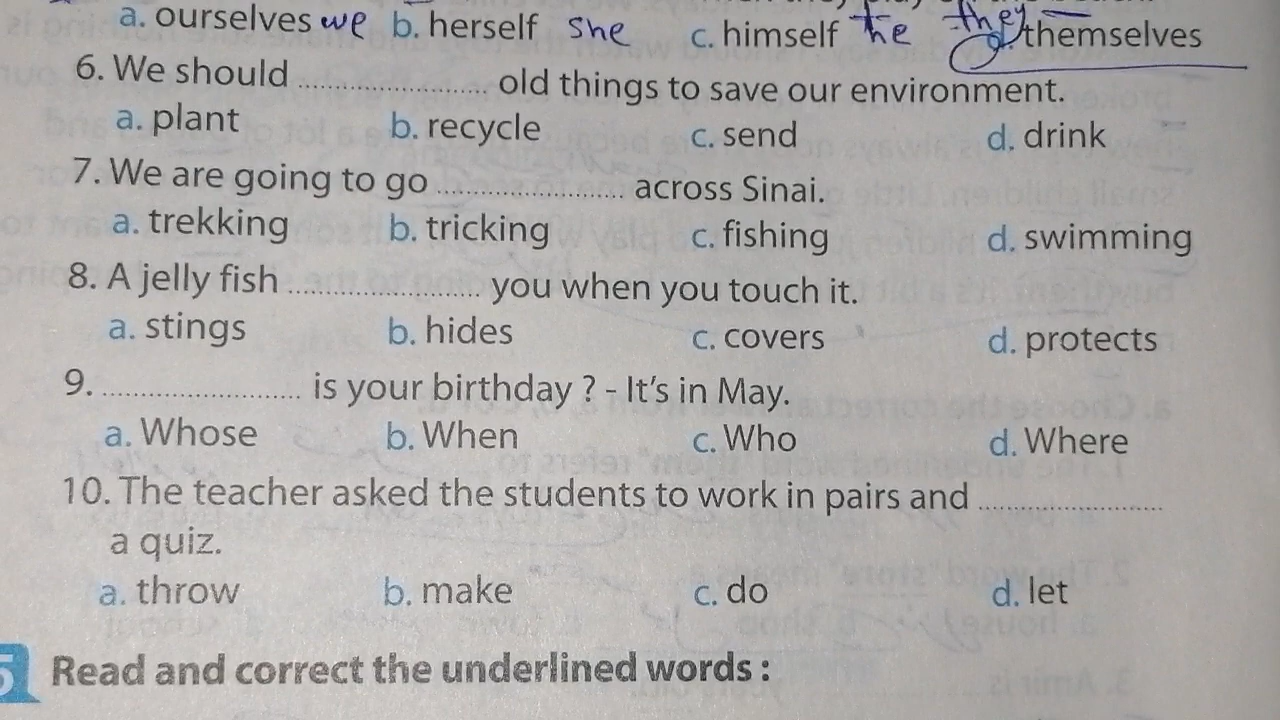 a. ourselves we b. herself she c. himself he they d. themselves
6. We should .................... old things to save our environment.
a. plant b. recycle c. send d. drink
7. We are going to go .................... across Sinai.
a. trekking b. tricking c. fishing d. swimming
8. A jelly fish .................... you when you touch it.
a. stings b. hides c. covers d. protects
9. .................... is your birthday ? - It's in May.
a. Whose b. When c. Who d. Where
10. The teacher asked the students to work in pairs and ....................
a quiz.
a. throw b. make c. do d. let
5 Read and correct the underlined words :